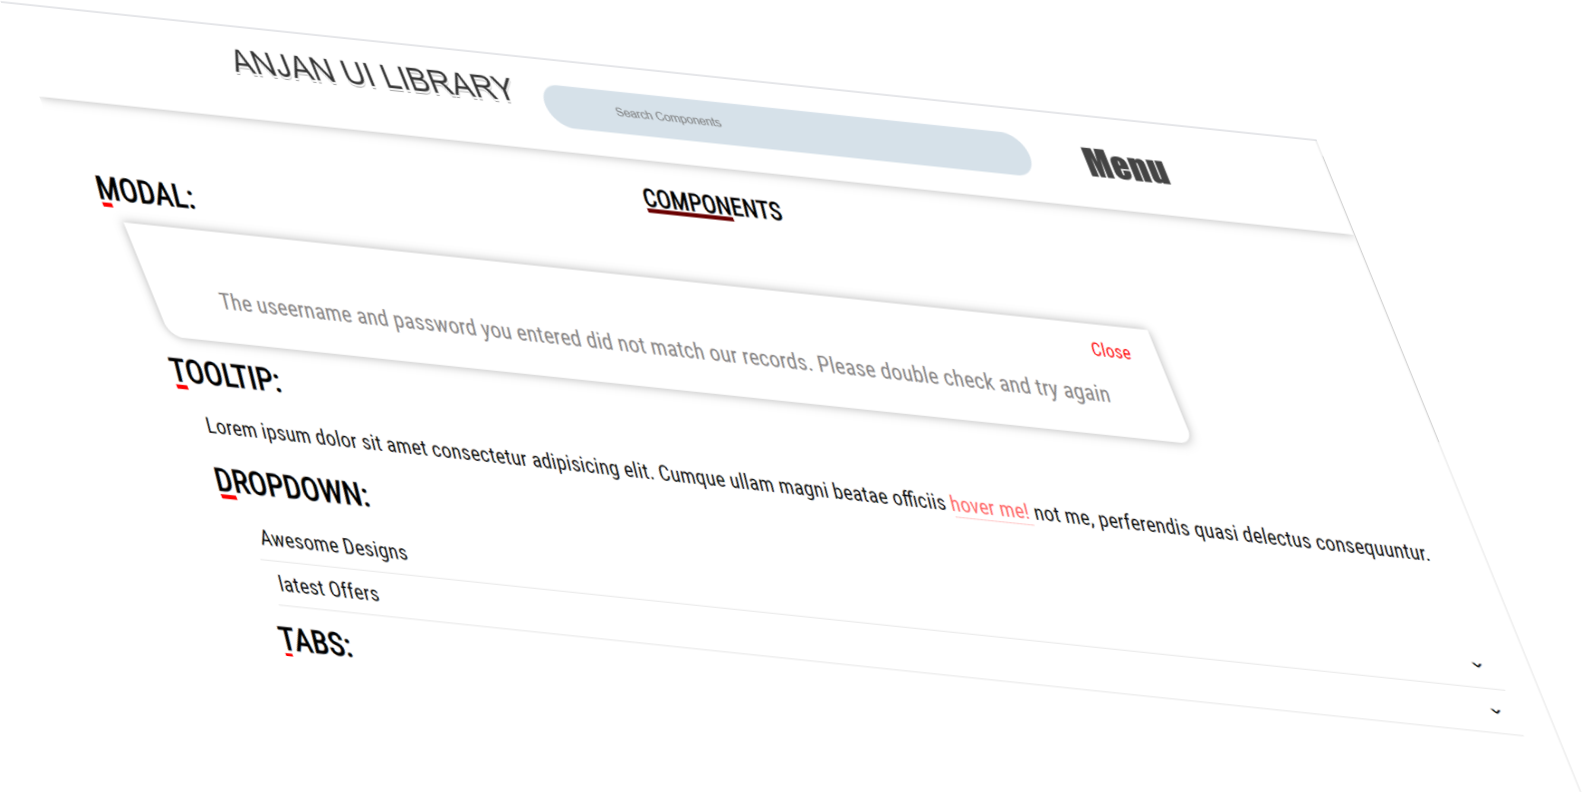 ANJAN UI LIBRARY
Search Components
Menu
COMPONENTS
MODAL:
Close
The useername and password you entered did not match our records. Please double check and try again
TOOLTIP:
Lorem ipsum dolor sit amet consectetur adipisicing elit. Cumque ullam magni beatae officiis hover me! not me, perferendis quasi delectus consequuntur.
DROPDOWN:
Awesome Designs
latest Offers
TABS: